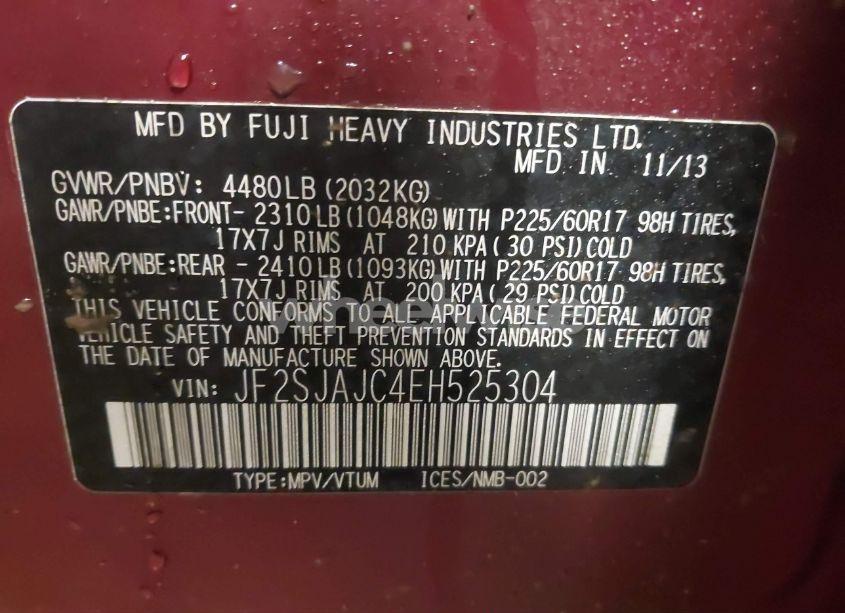 MFD BY FUJI HEAVY INDUSTRIES LTD.
MFD IN 11/13
GVWR/PNBV: 4480LB (2032KG)
GAWR/PNBE:FRONT- 2310 LB (1048KG) WITH P225/60R17 98H TIRES,
17X7J RIMS AT 210 KPA ( 30 PSI) COLD
GAWR/PNBE:REAR - 2410 LB (1093KG) WITH P225/60R17 98H TIRES,
17X7J RIMS AT 200 KPA ( 29 PSI) COLD
THIS VEHICLE CONFORMS TO ALL APPLICABLE FEDERAL MOTOR
VEHICLE SAFETY AND THEFT PREVENTION STANDARDS IN EFFECT ON
THE DATE OF MANUFACTURE SHOWN ABOVE.
VIN: JF2SJAJC4EH525304
TYPE:MPV/VTUM ICES/NMB-002